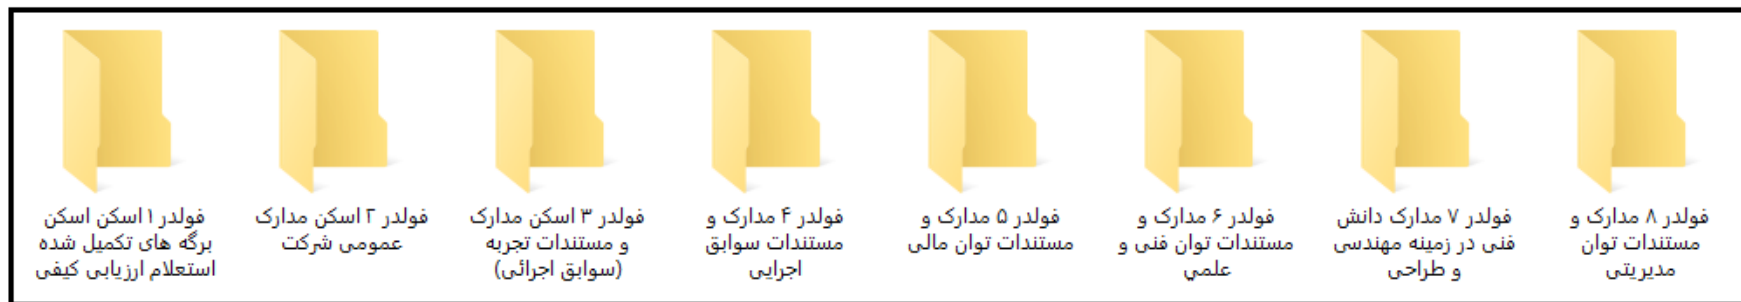 فولدر ۱ اسکن اسکن
برگه های تکمیل شده
استعلام ارزیابی کیفی
فولدر ۲ اسکن مدارک
عمومی شرکت
فولدر ۳ اسکن مدارک
و مستندات تجربه
(سوابق اجرائی)
فولدر ۴ مدارک و
مستندات سوابق
اجرایی
فولدر ۵ مدارک و
مستندات توان مالی
فولدر ۶ مدارک و
مستندات توان فنی و
علمي
فولدر ۷ مدارک دانش
فنی در زمینه مهندسی
و طراحی
فولدر ۸ مدارک و
مستندات توان
مدیریتی